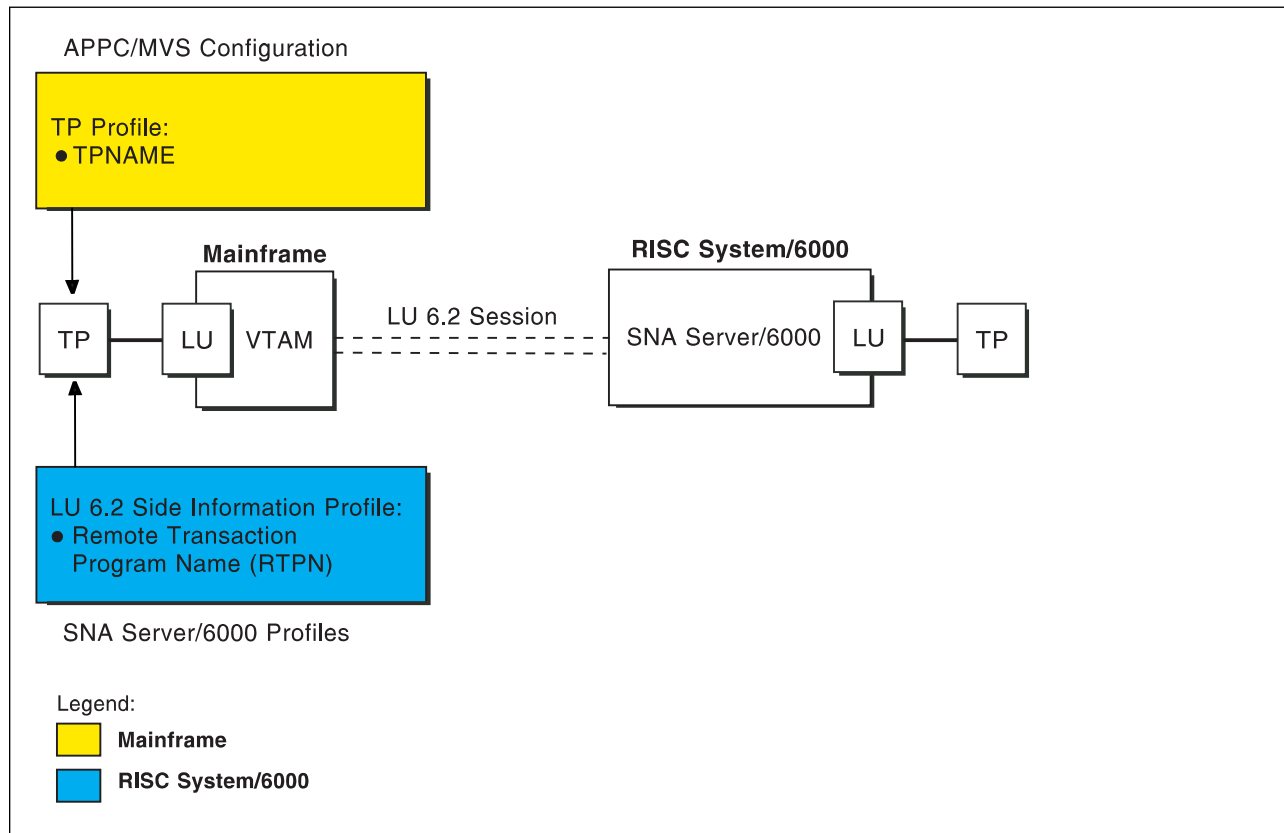 APPC/MVS Configuration
TP Profile:
● TPNAME
Mainframe
RISC System/6000
TP
LU
VTAM
LU 6.2 Session
SNA Server/6000
LU
TP
LU 6.2 Side Information Profile:
● Remote Transaction
Program Name (RTPN)
SNA Server/6000 Profiles
Legend:
Mainframe
RISC System/6000